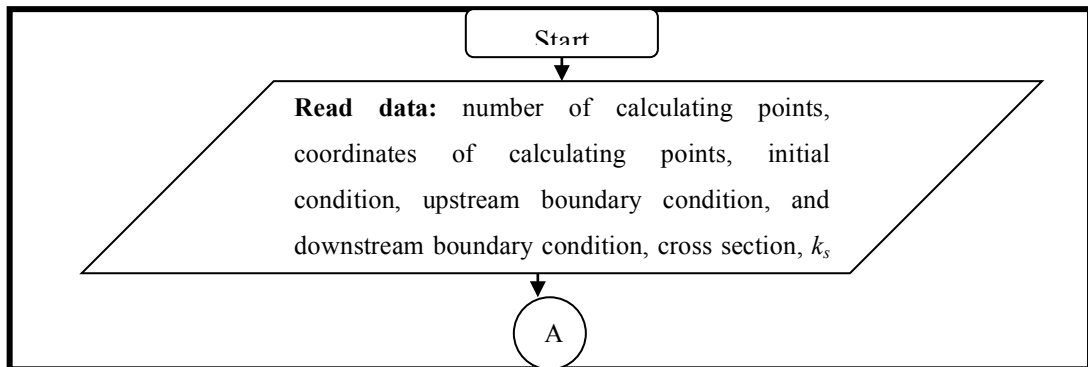 Start
Read data: number of calculating points,
coordinates of calculating points, initial
condition, upstream boundary condition, and
downstream boundary condition, cross section, ks
A